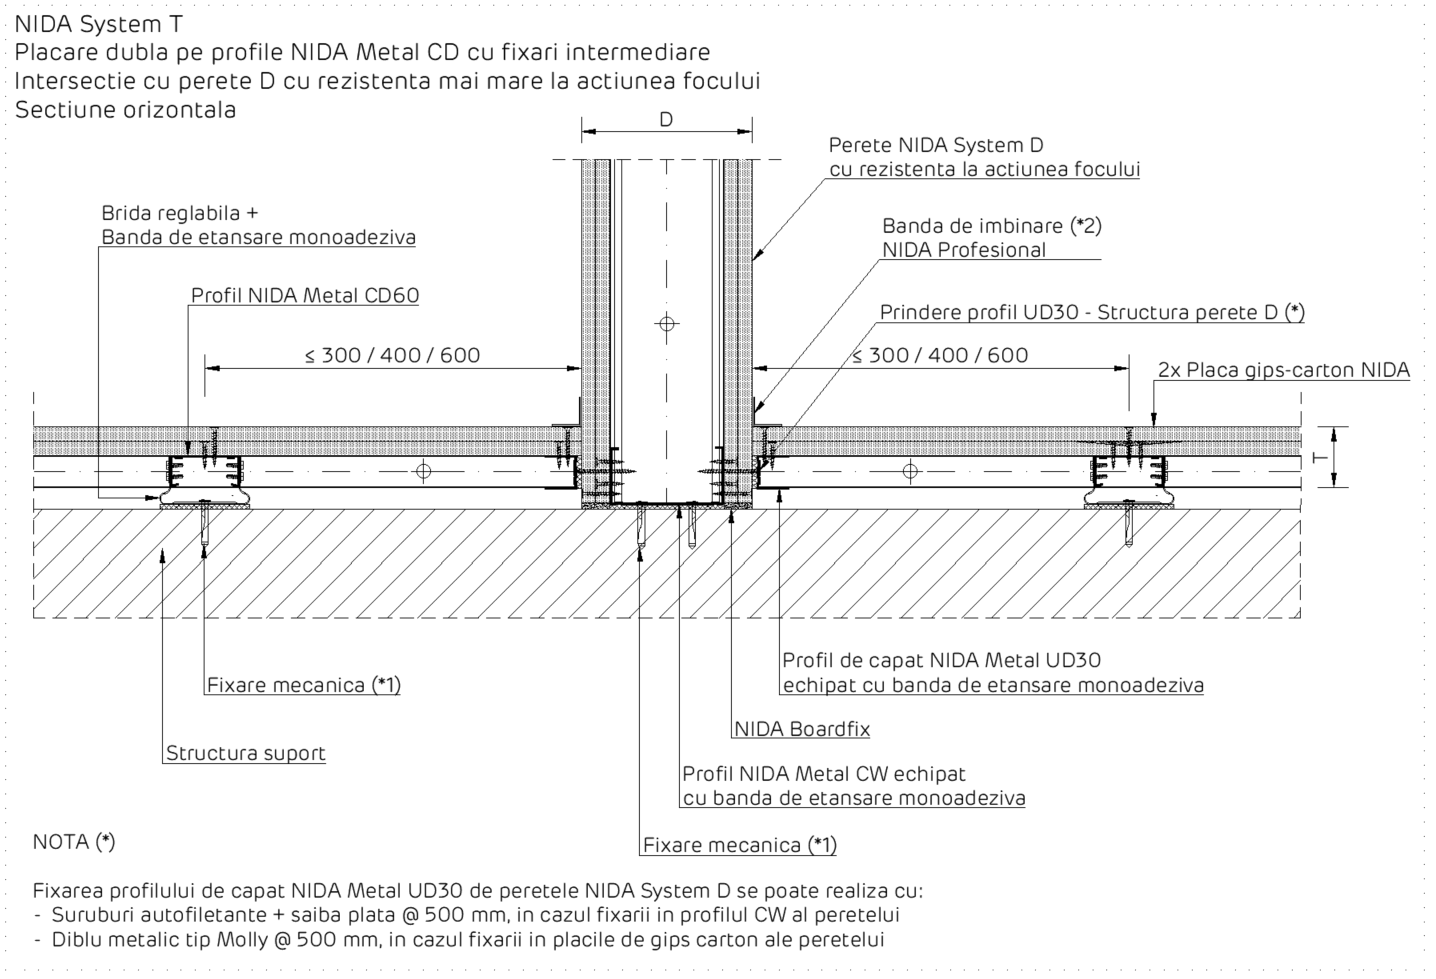 NIDA System T
Placare dubla pe profile NIDA Metal CD cu fixari intermediare
Intersectie cu perete D cu rezistenta mai mare la actiunea focului
Sectiune orizontala
D
Perete NIDA System D
cu rezistenta la actiunea focului
Brida reglabila +
Banda de etansare monoadeziva
Banda de imbinare (*2)
NIDA Profesional
Profil NIDA Metal CD60
Prindere profil UD30 - Structura perete D (*)
≤ 300 / 400 / 600
≤ 300 / 400 / 600
2x Placa gips-carton NIDA
T
Profil de capat NIDA Metal UD30
echipat cu banda de etansare monoadeziva
Fixare mecanica (*1)
NIDA Boardfix
Structura suport
Profil NIDA Metal CW echipat
cu banda de etansare monoadeziva
Fixare mecanica (*1)
NOTA (*)
Fixarea profilului de capat NIDA Metal UD30 de peretele NIDA System D se poate realiza cu:
- Suruburi autofiletante + saiba plata @ 500 mm, in cazul fixarii in profilul CW al peretelui
- Diblu metalic tip Molly @ 500 mm, in cazul fixarii in placile de gips carton ale peretelui